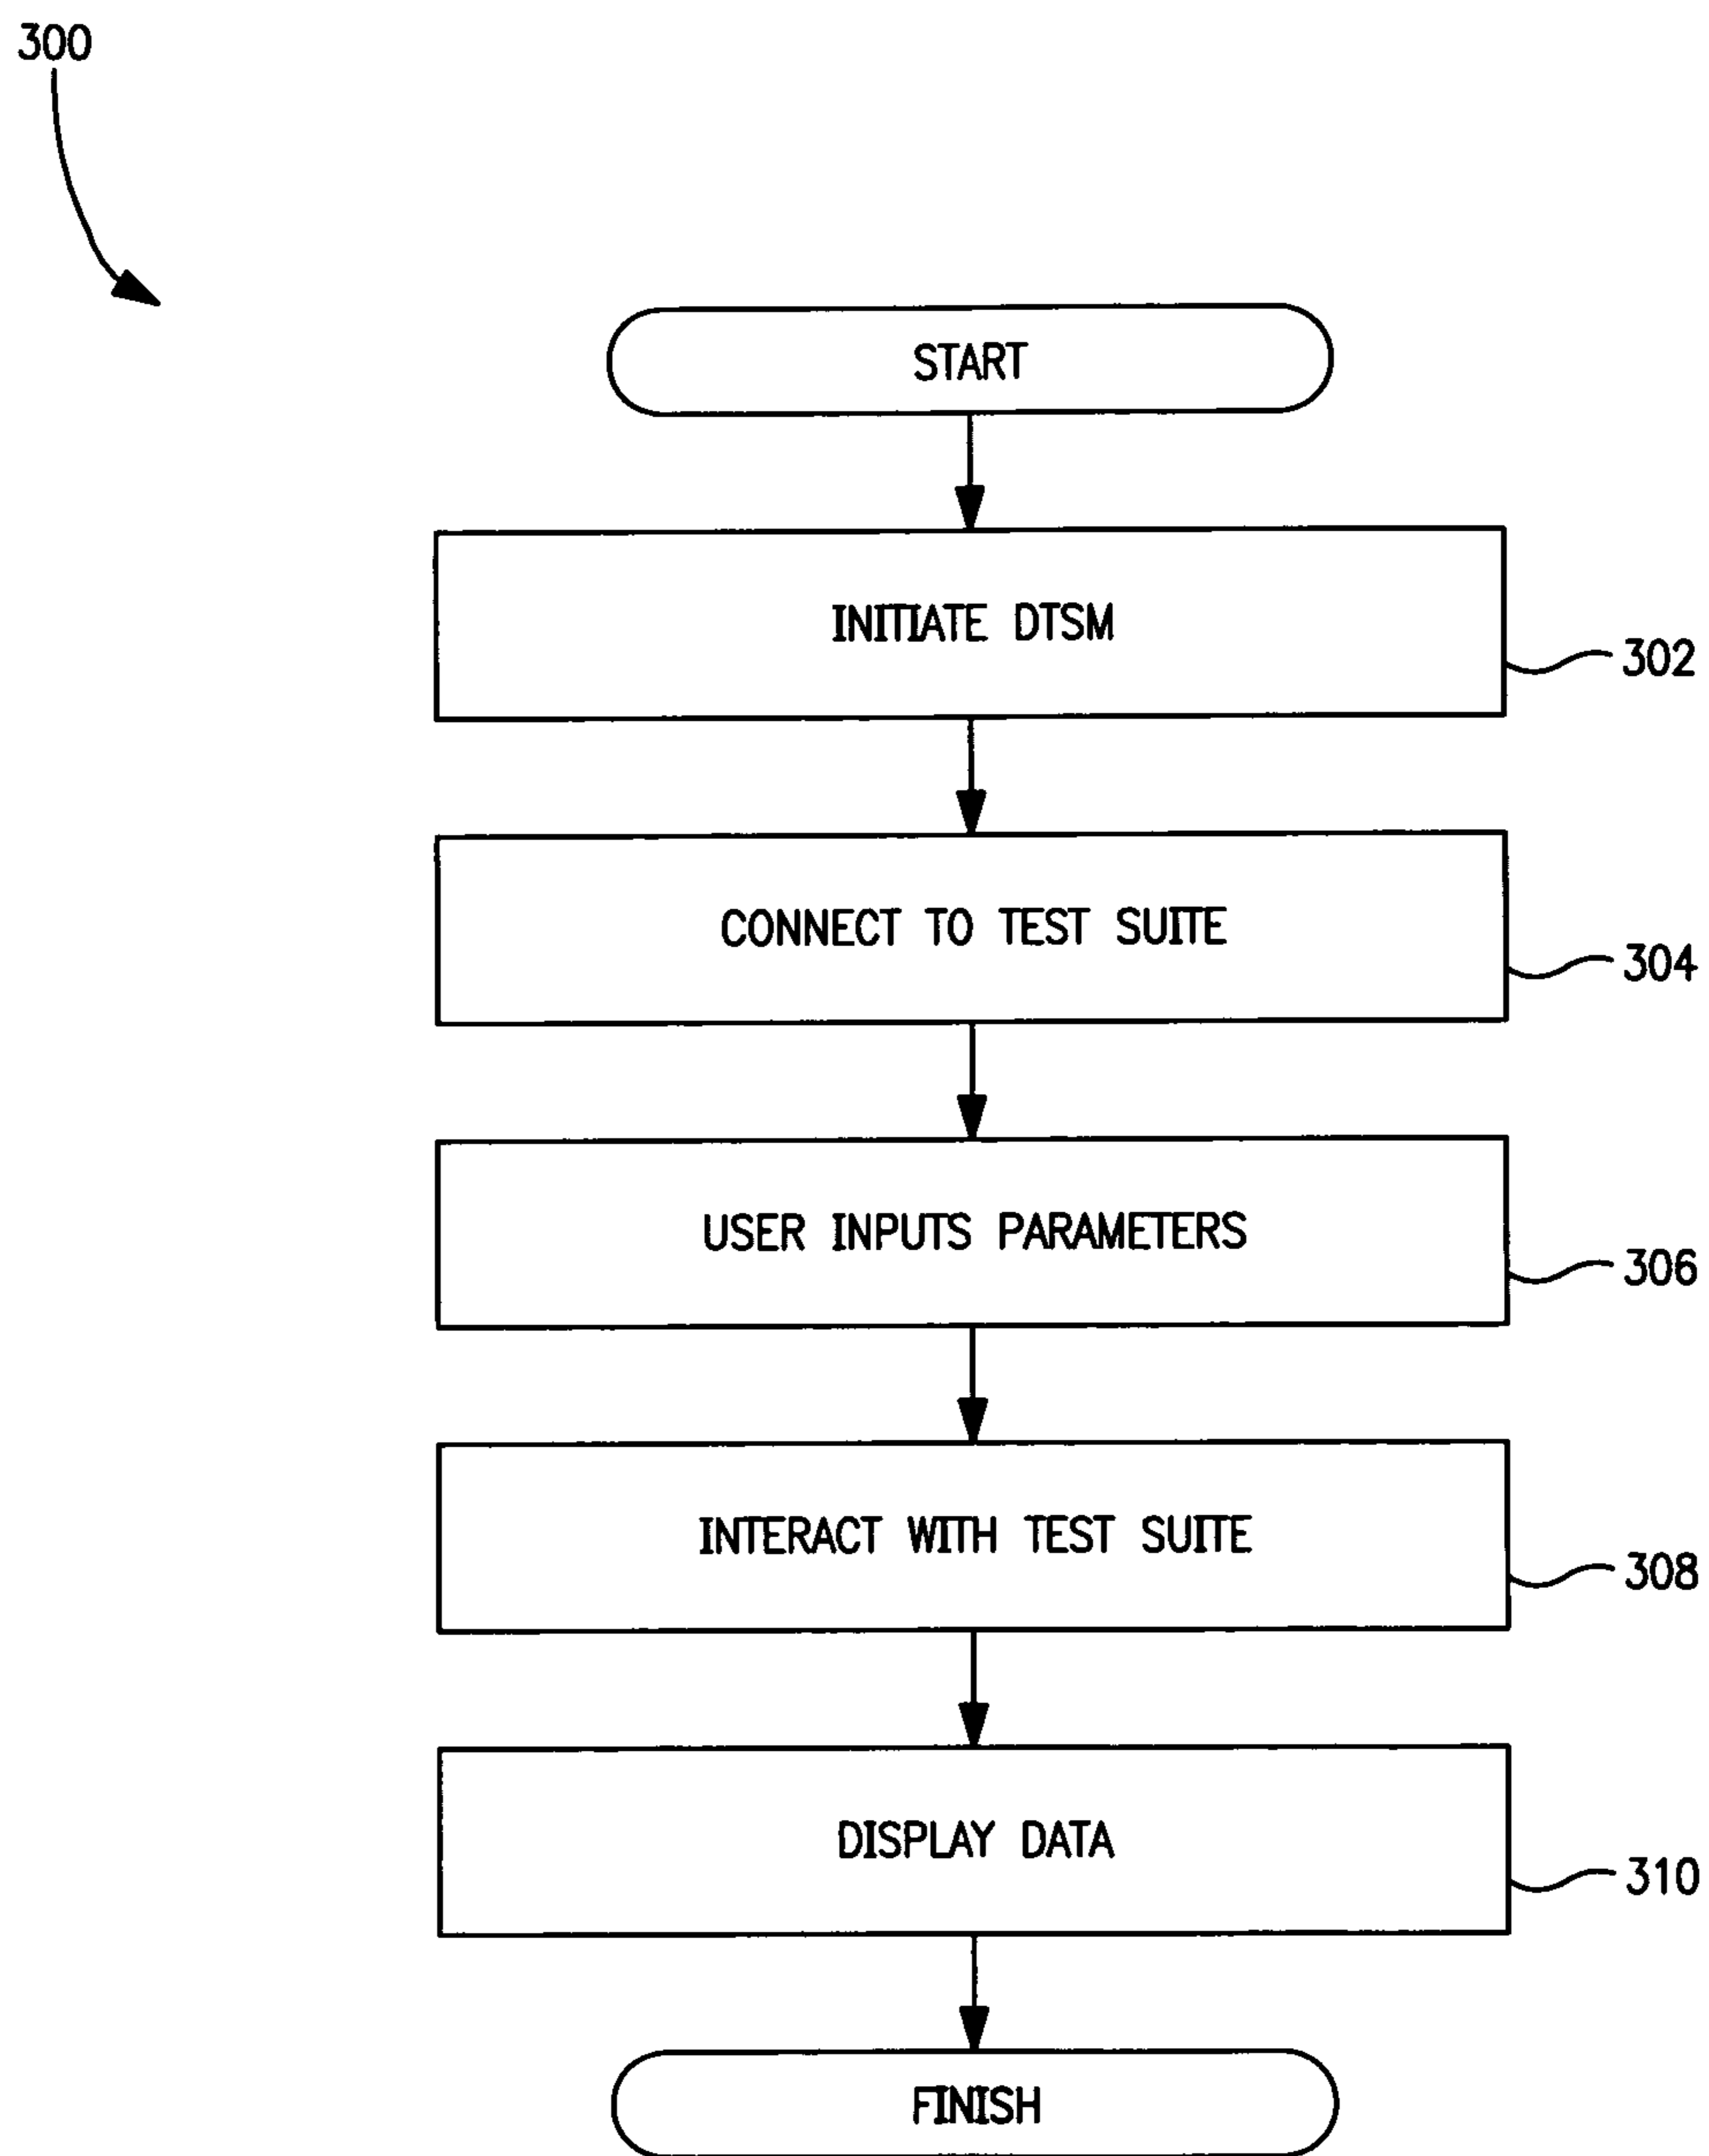 300
START
INITIATE DTSM
302
CONNECT TO TEST SUITE
304
USER INPUTS PARAMETERS
306
INTERACT WITH TEST SUITE
308
DISPLAY DATA
310
FINISH